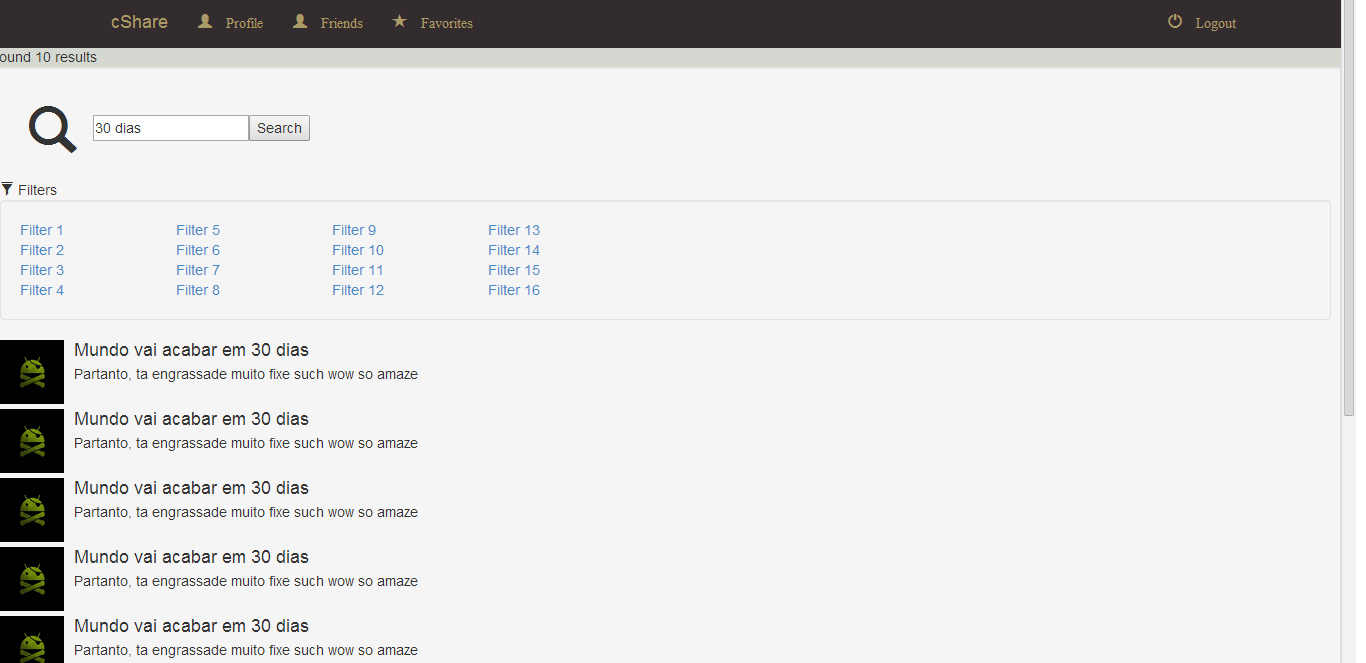 cShare Profile Friends Favorites Logout
ound 10 results
30 dias Search
Filters
Filter 1 Filter 5 Filter 9 Filter 13
Filter 2 Filter 6 Filter 10 Filter 14
Filter 3 Filter 7 Filter 11 Filter 15
Filter 4 Filter 8 Filter 12 Filter 16
Mundo vai acabar em 30 dias
Partanto, ta engrassade muito fixe such wow so amaze
Mundo vai acabar em 30 dias
Partanto, ta engrassade muito fixe such wow so amaze
Mundo vai acabar em 30 dias
Partanto, ta engrassade muito fixe such wow so amaze
Mundo vai acabar em 30 dias
Partanto, ta engrassade muito fixe such wow so amaze
Mundo vai acabar em 30 dias
Partanto, ta engrassade muito fixe such wow so amaze